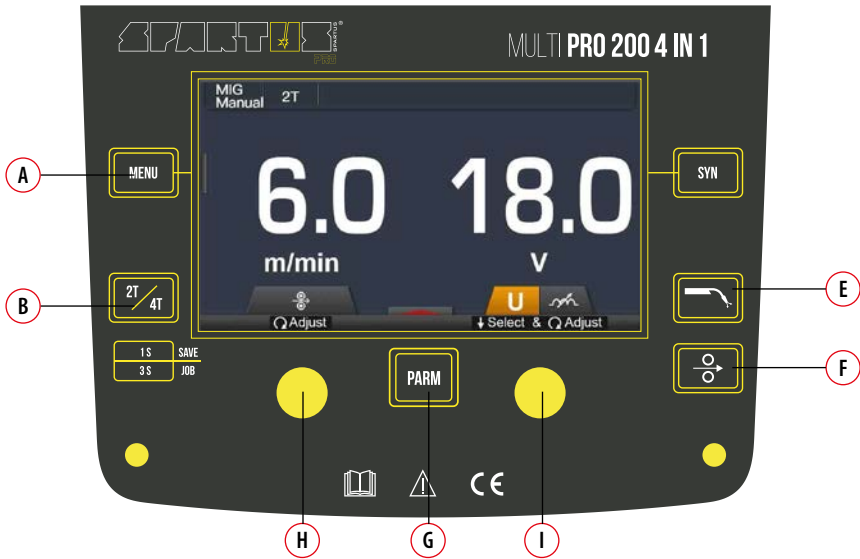 SPARTUS®
SPARTUS
PRO
MULTI PRO 200 4 IN 1
MIG
Manual
2T
A
MENU
6.0
18.0
SYN
m/min
V
B
2T/4T
U
E
Adjust
Select & Adjust
1 S SAVE
3 S JOB
PARM
F
CE
H
G
I